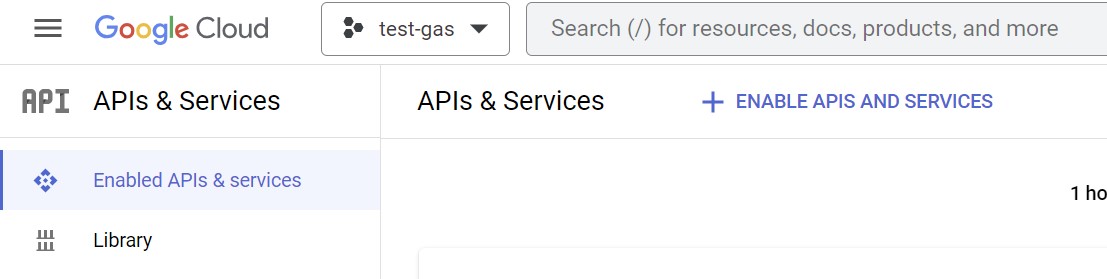 Google Cloud
test-gas
Search (/) for resources, docs, products, and more
API
APIs & Services
APIs & Services
+ ENABLE APIS AND SERVICES
Enabled APIs & services
Library
1 ho